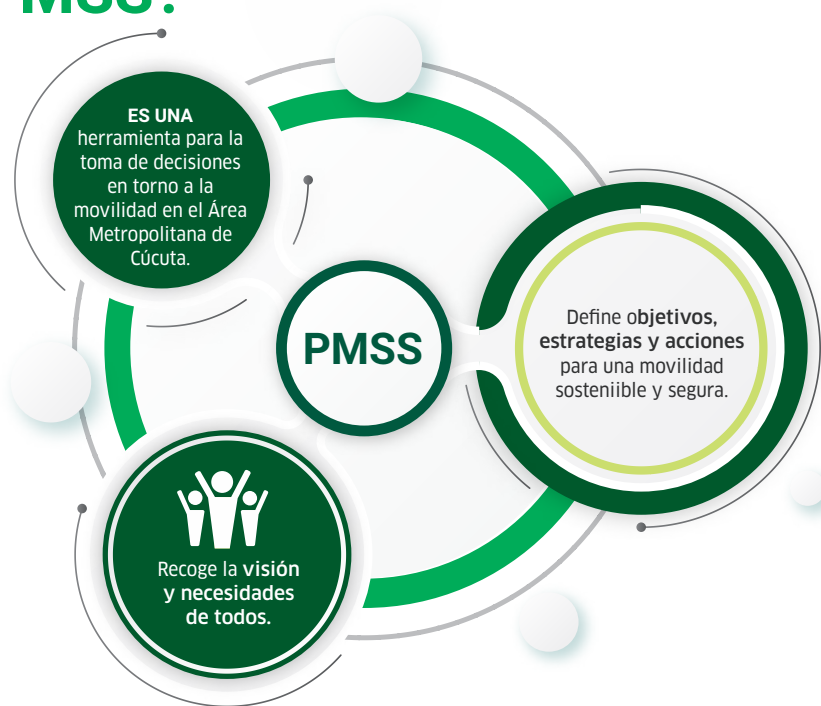 MSS?
ES UNA
herramienta para la
toma de decisiones
en torno a la
movilidad en el Área
Metropolitana de
Cúcuta.
PMSS
Define objetivos,
estrategias y acciones
para una movilidad
sosteniible y segura.
Recoge la visión
y necesidades
de todos.